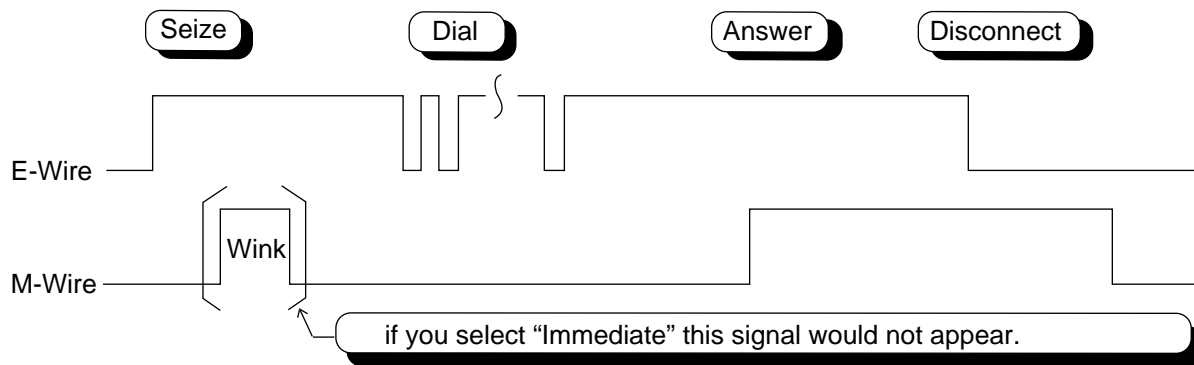 Seize
Dial
Answer
Disconnect
E-Wire
Wink
M-Wire
if you select “Immediate” this signal would not appear.